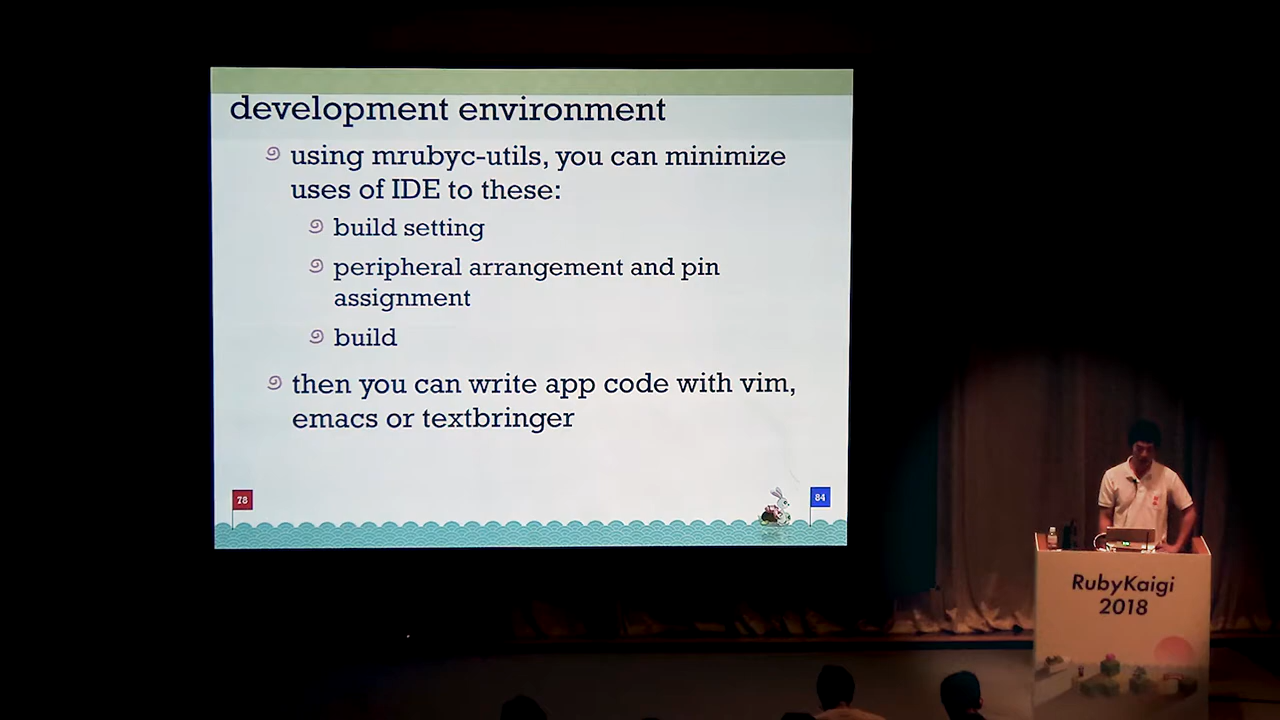 development environment
using mrubyc-utils, you can minimize
uses of IDE to these:
build setting
peripheral arrangement and pin
assignment
build
then you can write app code with vim,
emacs or textbringer
78
84
RubyKaigi
2018